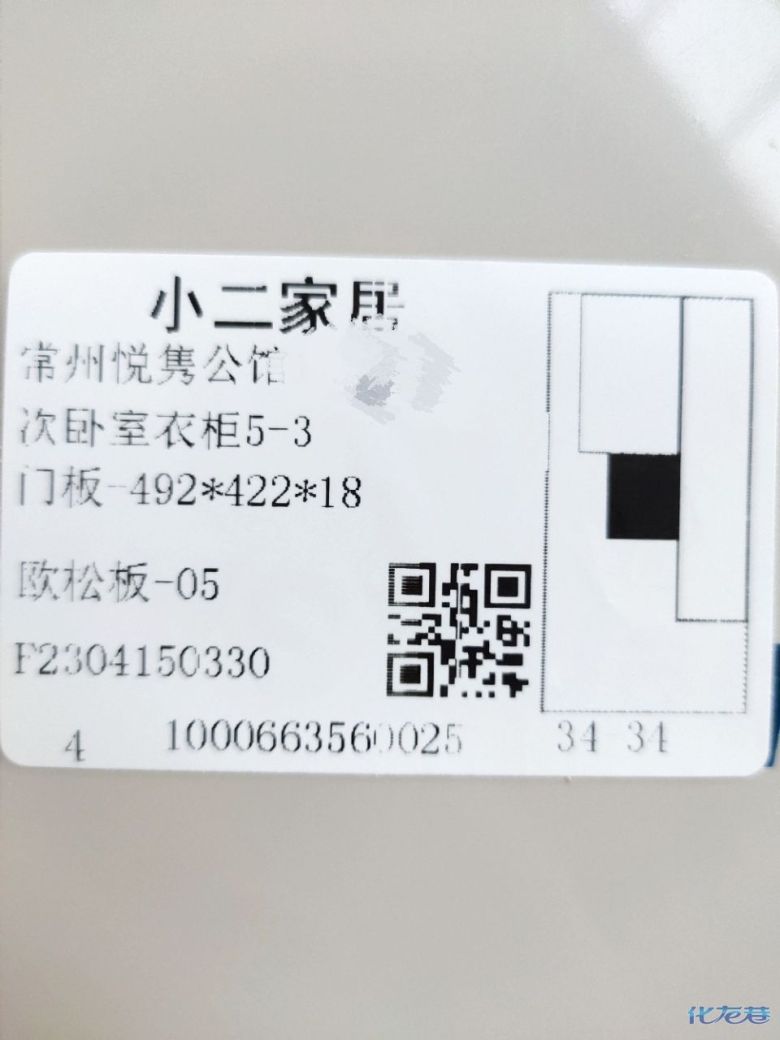 小二家居
常州悦隽公馆
次卧室衣柜5-3
门板-492*422*18
欧松板-05
F2304150330
4 1000663560025 34-34
化龙巷